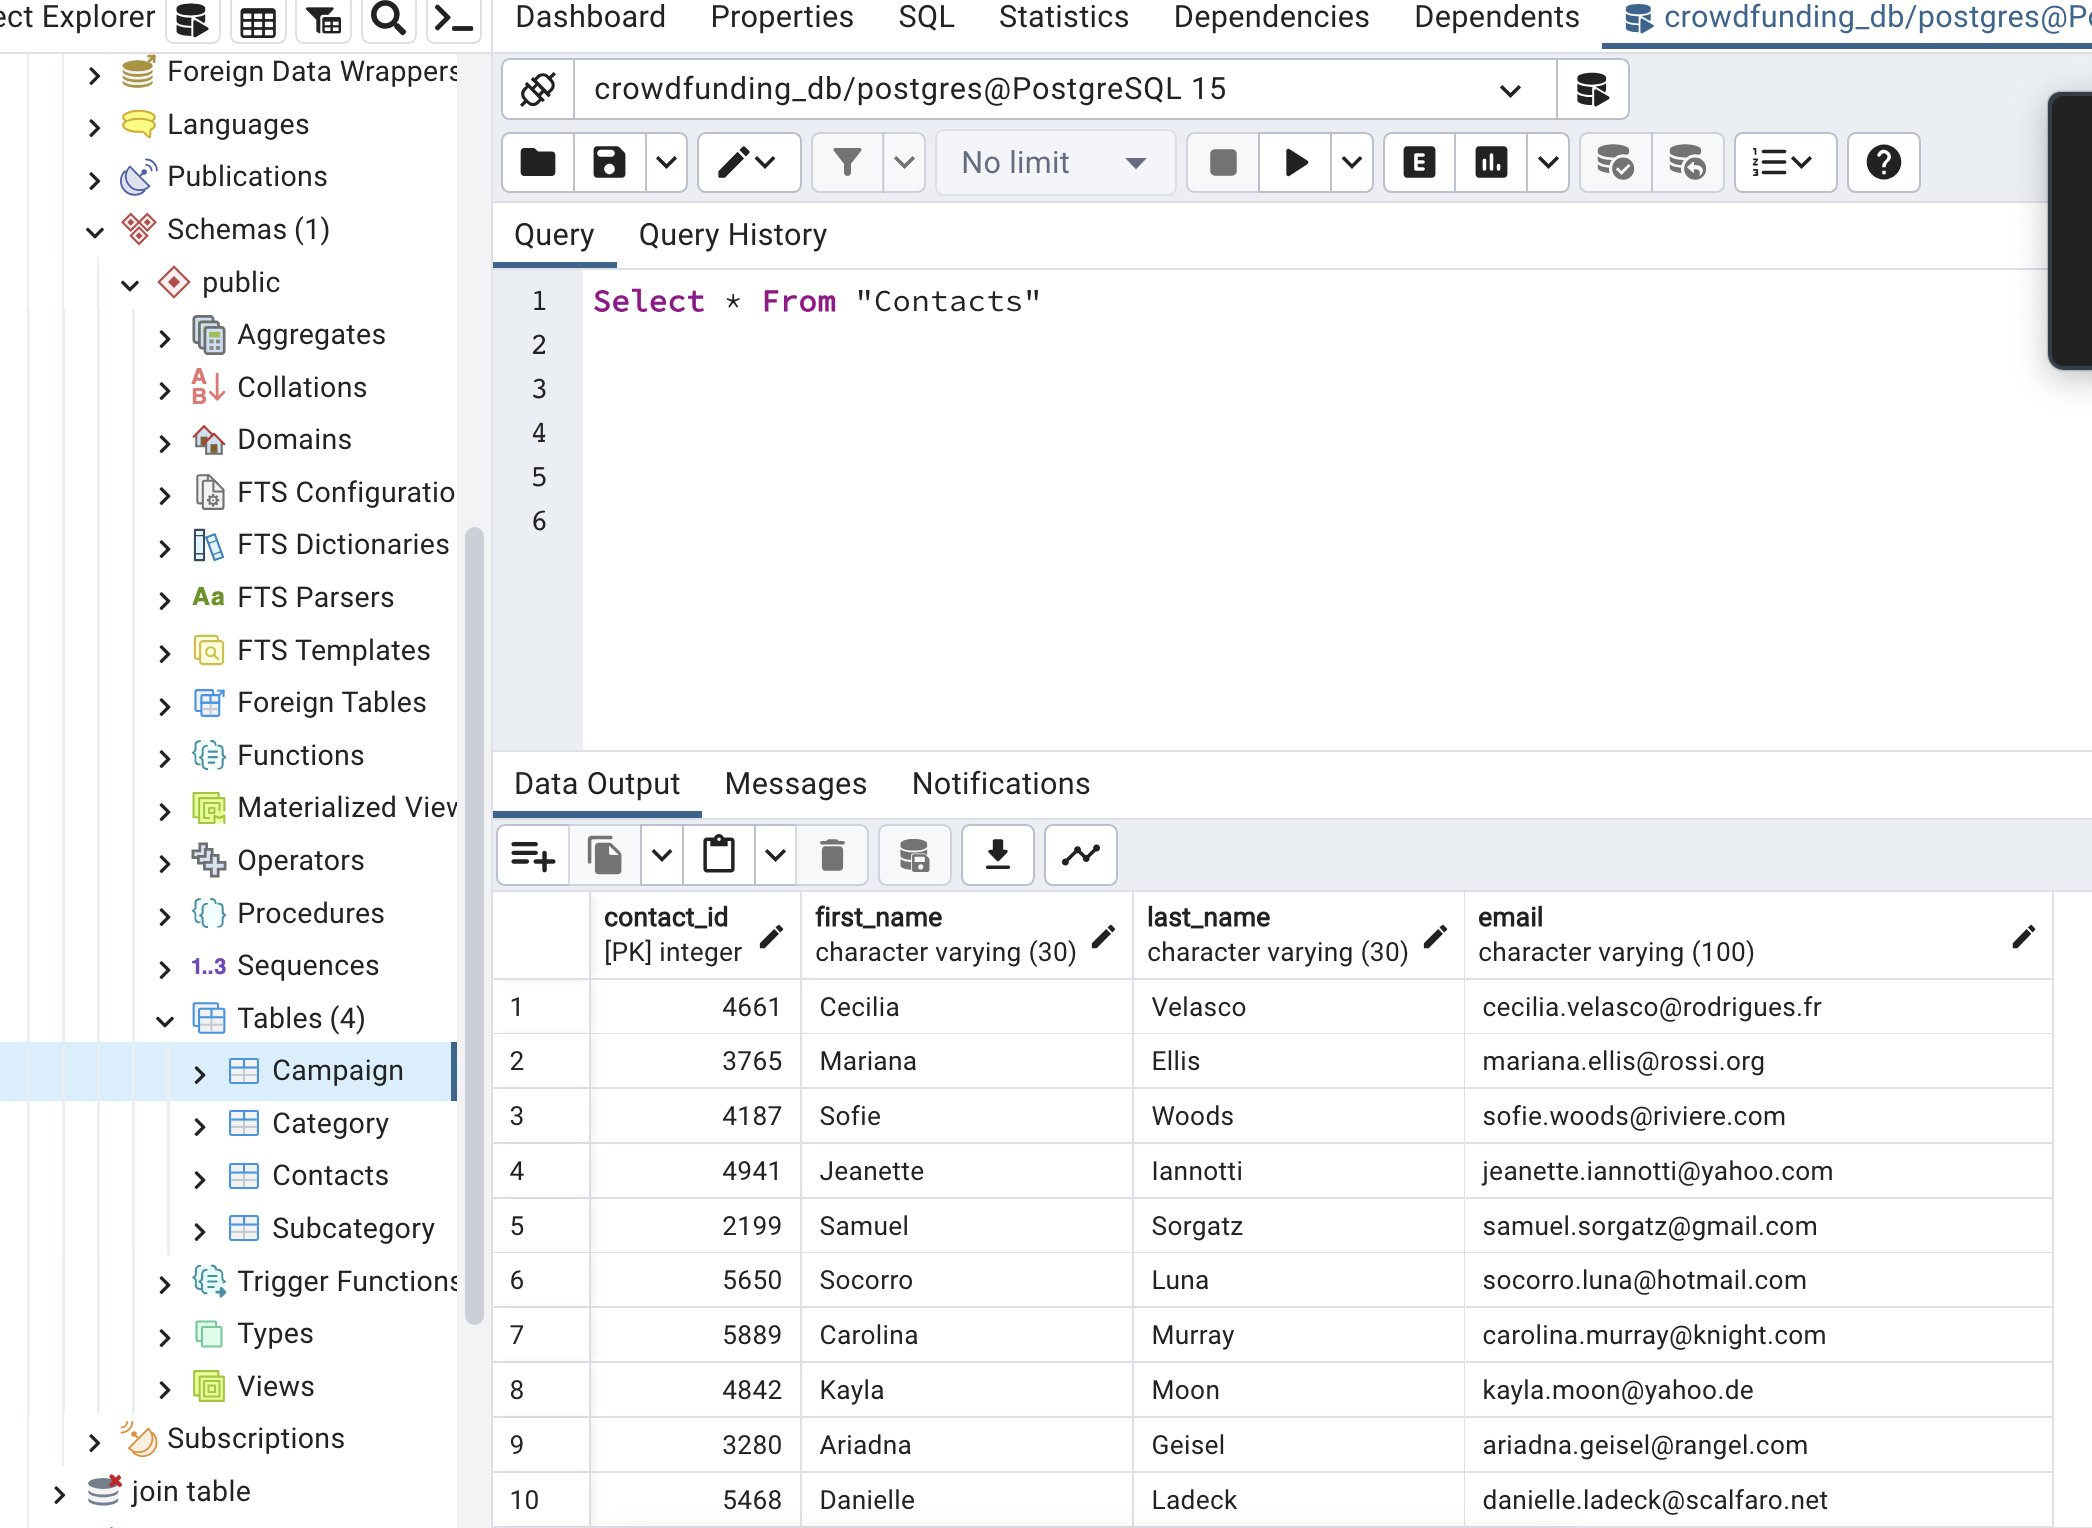 ect Explorer
Dashboard Properties SQL Statistics Dependencies Dependents crowdfunding_db/postgres@Po
Foreign Data Wrappers
Languages
Publications
Schemas (1)
public
Aggregates
Collations
Domains
FTS Configuratio
FTS Dictionaries
Aa FTS Parsers
FTS Templates
Foreign Tables
Functions
Materialized View
Operators
Procedures
1..3 Sequences
Tables (4)
Campaign
Category
Contacts
Subcategory
Trigger Functions
Types
Views
Subscriptions
join table
crowdfunding_db/postgres@PostgreSQL 15
No limit
E
Query Query History
1 Select * From "Contacts"
2
3
4
5
6
Data Output Messages Notifications
contact_id first_name last_name email
[PK] integer character varying (30) character varying (30) character varying (100)
1 4661 Cecilia Velasco cecilia.velasco@rodrigues.fr
2 3765 Mariana Ellis mariana.ellis@rossi.org
3 4187 Sofie Woods sofie.woods@riviere.com
4 4941 Jeanette Iannotti jeanette.iannotti@yahoo.com
5 2199 Samuel Sorgatz samuel.sorgatz@gmail.com
6 5650 Socorro Luna socorro.luna@hotmail.com
7 5889 Carolina Murray carolina.murray@knight.com
8 4842 Kayla Moon kayla.moon@yahoo.de
9 3280 Ariadna Geisel ariadna.geisel@rangel.com
10 5468 Danielle Ladeck danielle.ladeck@scalfaro.net